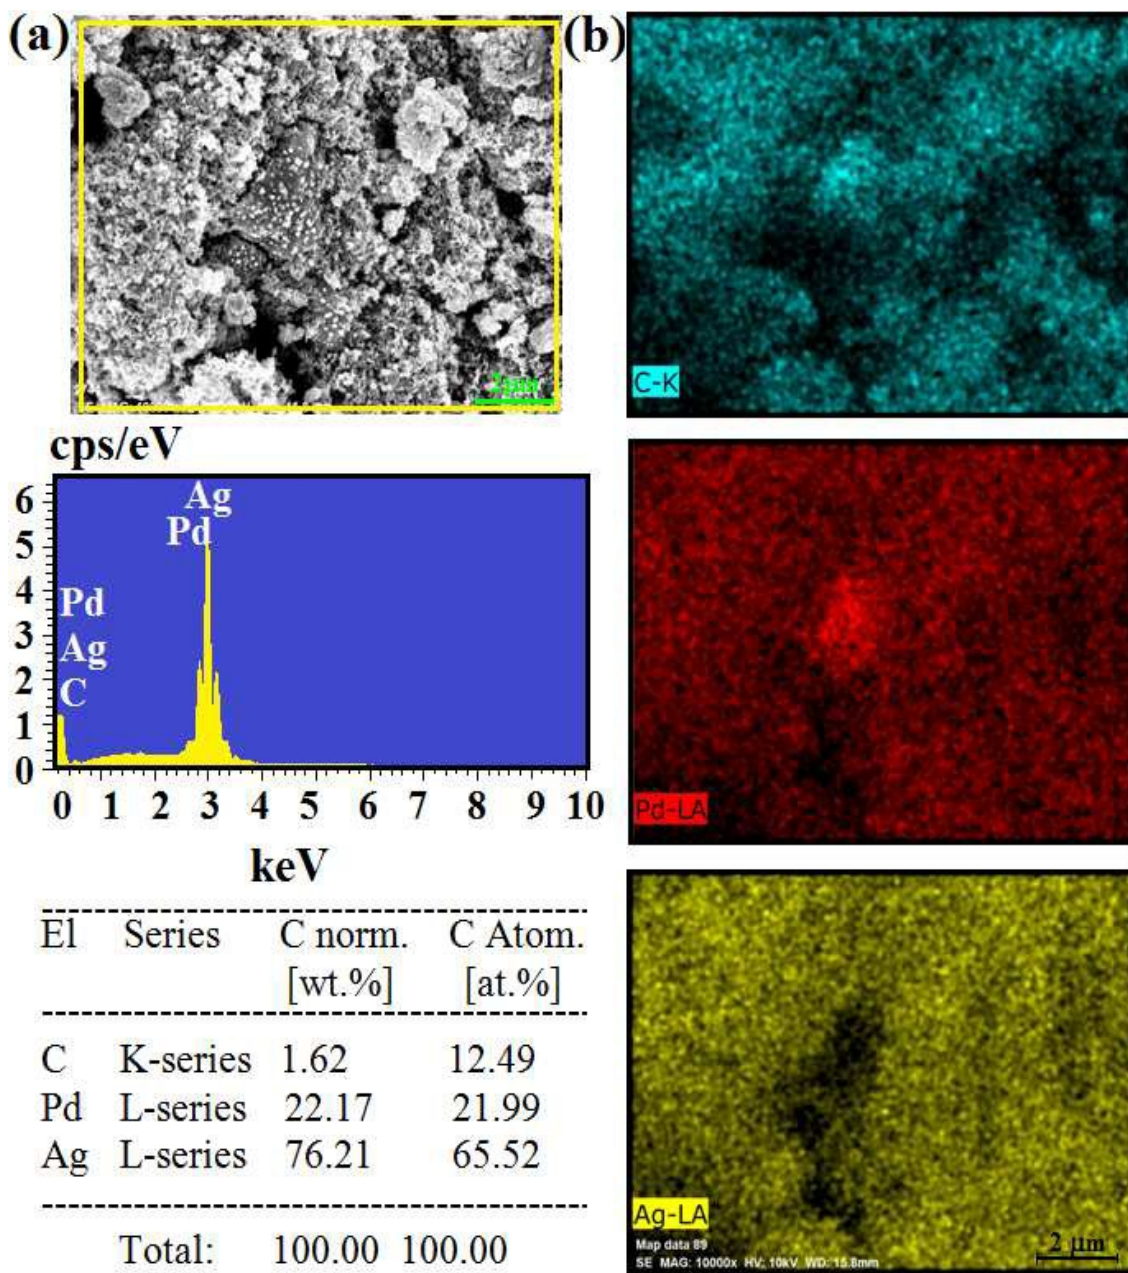 (a)
2µm
cps/eV
6
5
4
3
2
1
0
Ag
Pd
Pd
Ag
C
0 1 2 3 4 5 6 7 8 9 10
keV
El Series C norm. C Atom.
[wt.%] [at.%]
C K-series 1.62 12.49
Pd L-series 22.17 21.99
Ag L-series 76.21 65.52
Total: 100.00 100.00
(b)
C-K
Pd-LA
Ag-LA
Map data 89
SE MAG: 10000x HV: 10kV WD: 15.8mm
2 µm